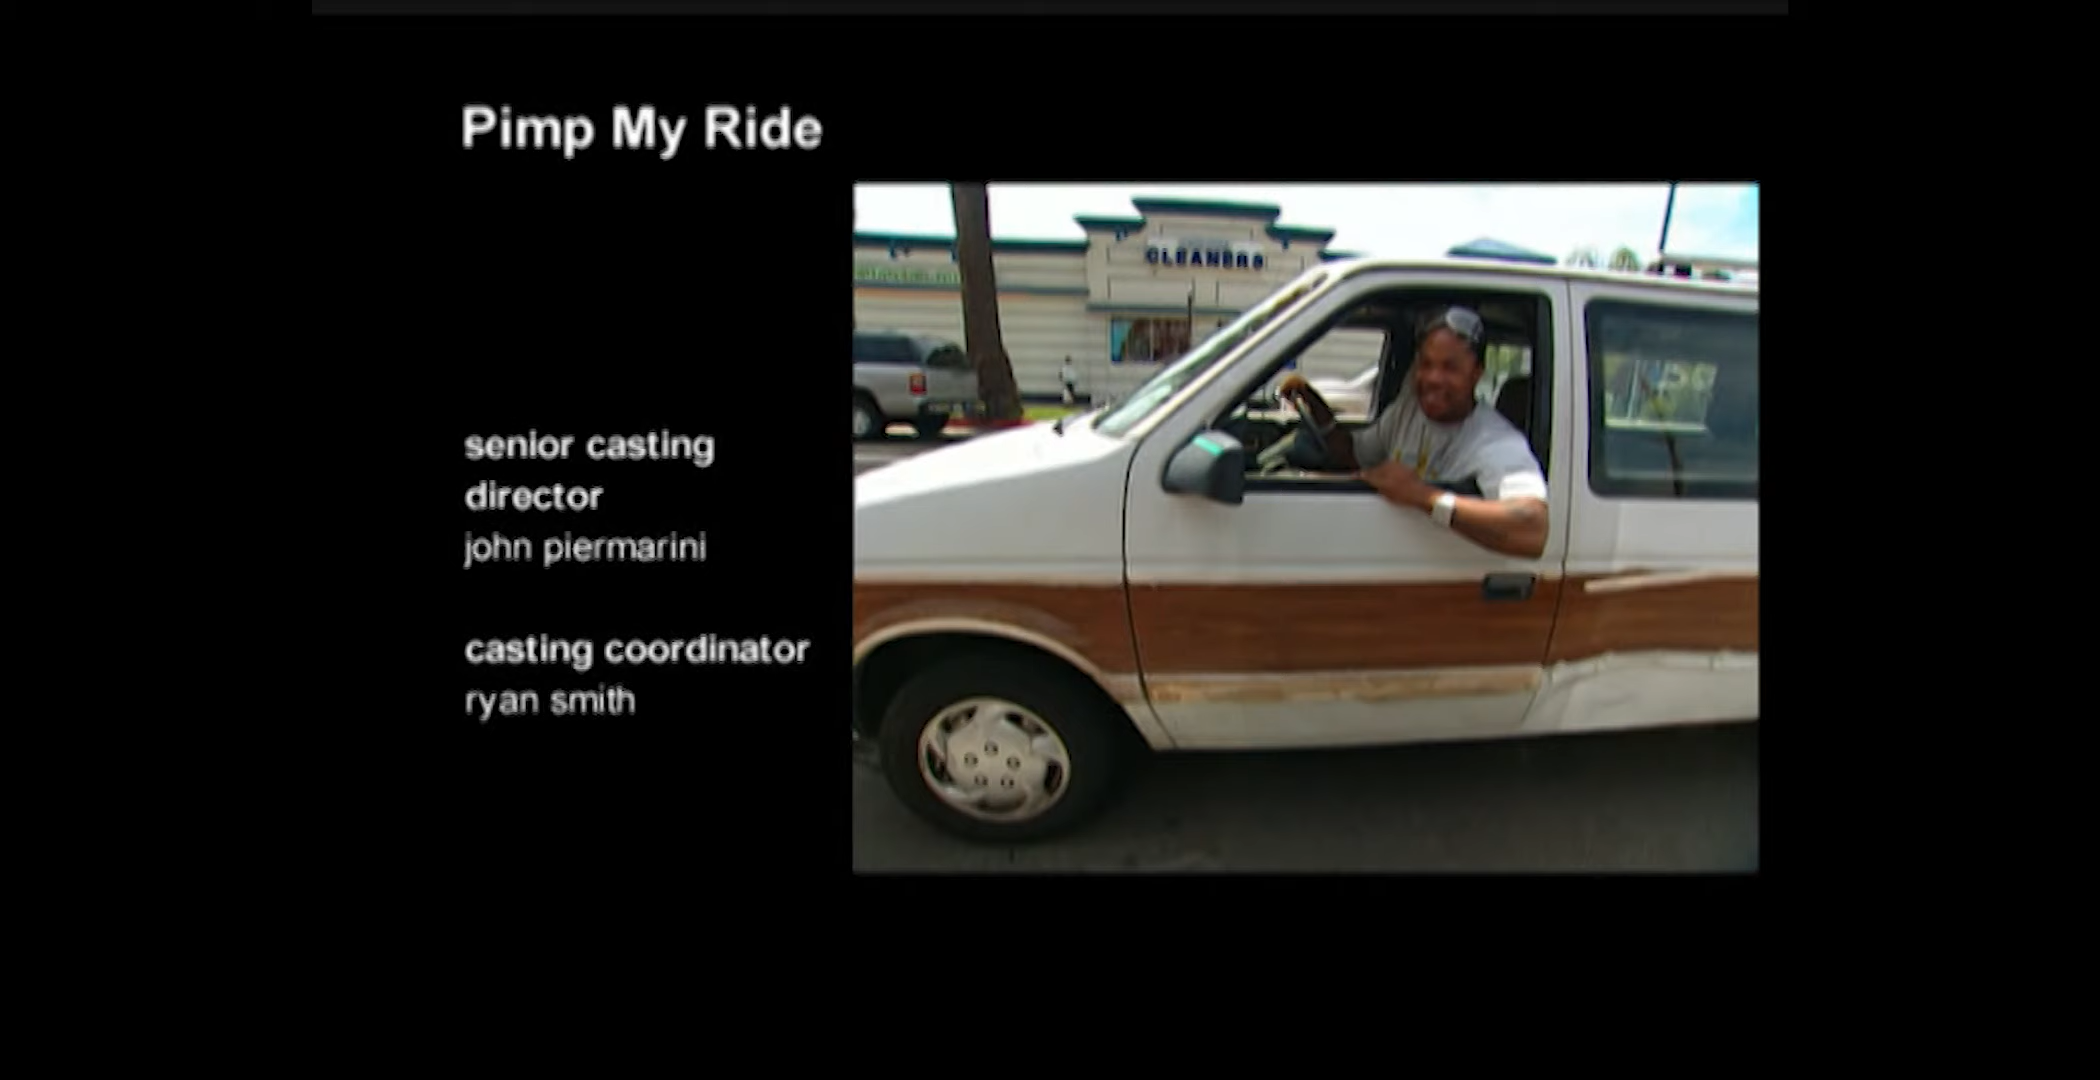 Pimp My Ride
CLEANERS
senior casting
director
john piermarini
casting coordinator
ryan smith